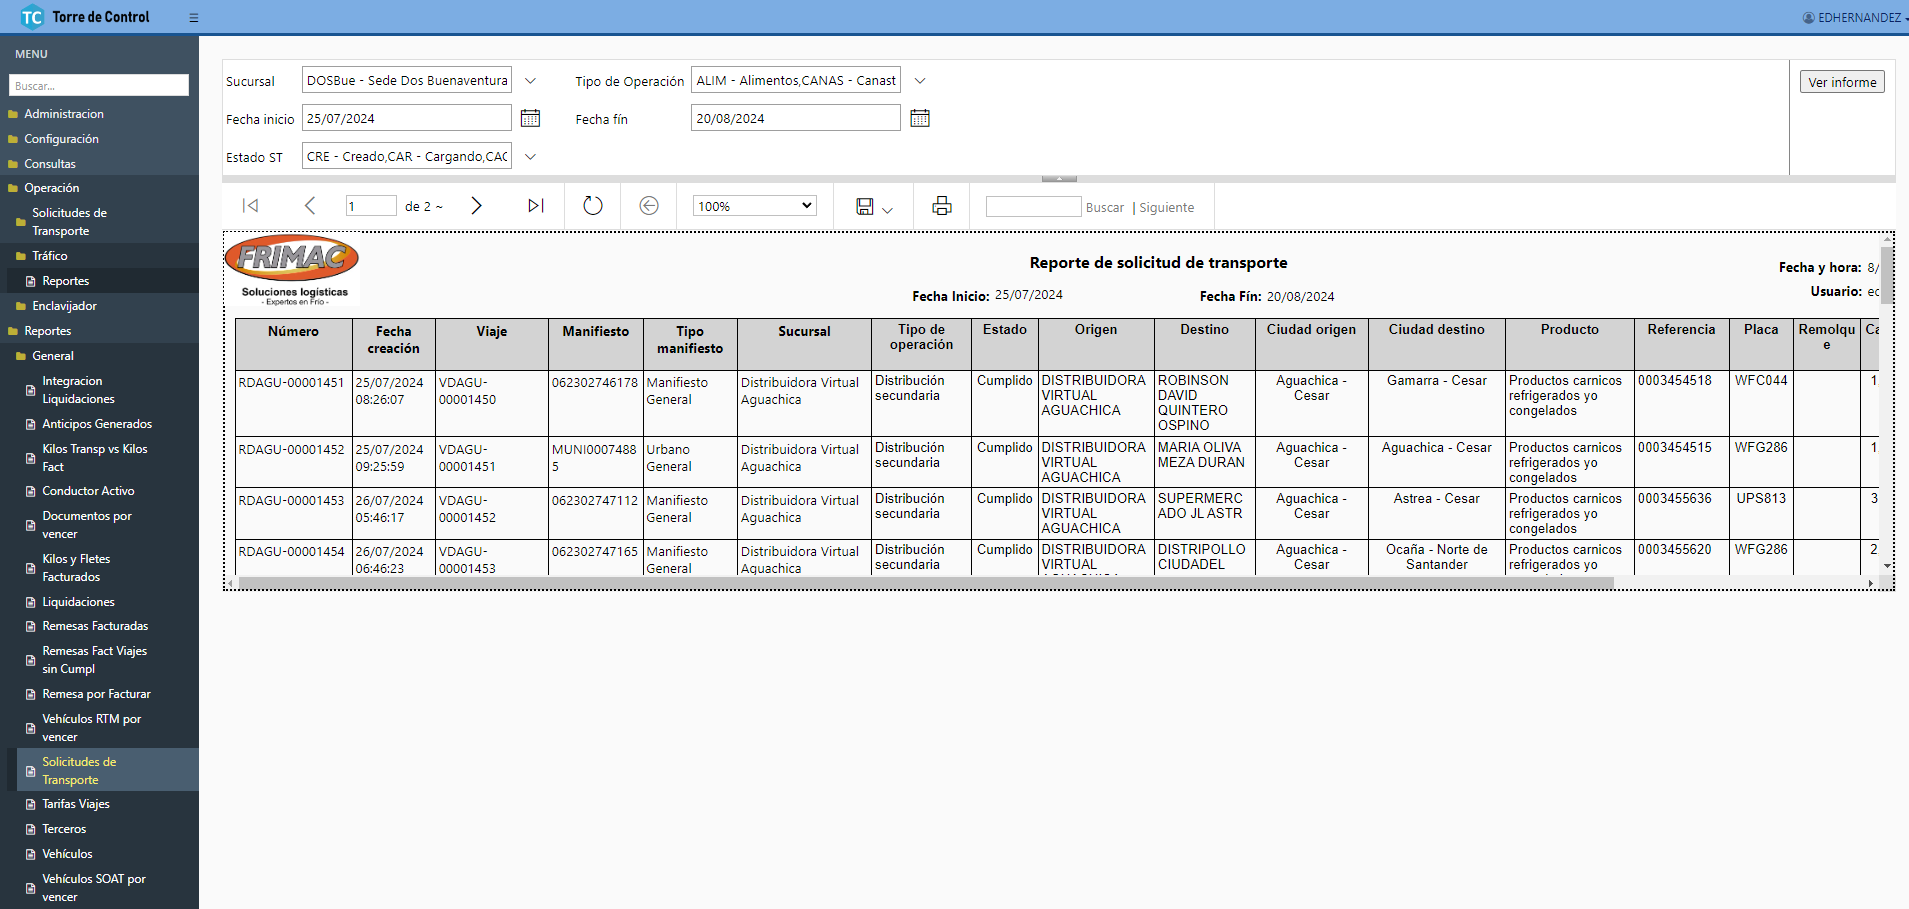 TC Torre de Control
EDHERNANDEZ
MENU
Buscar...
Administracion
Configuración
Consultas
Operación
Solicitudes de
Transporte
Tráfico
Reportes
Enclavijador
Reportes
General
Integracion
Liquidaciones
Anticipos Generados
Kilos Transp vs Kilos
Fact
Conductor Activo
Documentos por
vencer
Kilos y Fletes
Facturados
Liquidaciones
Remesas Facturadas
Remesas Fact Viajes
sin Cumpl
Remesa por Facturar
Vehículos RTM por
vencer
Solicitudes de
Transporte
Tarifas Viajes
Terceros
Vehículos
Vehículos SOAT por
vencer
Sucursal DOSBue - Sede Dos Buenaventura Tipo de Operación ALIM - Alimentos,CANAS - Canast Ver informe
Fecha inicio 25/07/2024 Fecha fín 20/08/2024
Estado ST CRE - Creado,CAR - Cargando,CAC
1 de 2 ~ 100% Buscar | Siguiente
FRIMAC
Soluciones logísticas
- Expertos en Frío -
Reporte de solicitud de transporte
Fecha y hora: 8/
Fecha Inicio: 25/07/2024 Fecha Fín: 20/08/2024 Usuario: ec
Número Fecha creación Viaje Manifiesto Tipo manifiesto Sucursal Tipo de operación Estado Origen Destino Ciudad origen Ciudad destino Producto Referencia Placa Remolque Ca
RDAGU-00001451 25/07/2024 08:26:07 VDAGU-00001450 062302746178 Manifiesto General Distribuidora Virtual Aguachica Distribución secundaria Cumplido DISTRIBUIDORA VIRTUAL AGUACHICA ROBINSON DAVID QUINTERO OSPINO Aguachica - Cesar Gamarra - Cesar Productos carnicos refrigerados yo congelados 0003454518 WFC044 1
RDAGU-00001452 25/07/2024 09:25:59 VDAGU-00001451 MUNI00074885 Urbano General Distribuidora Virtual Aguachica Distribución secundaria Cumplido DISTRIBUIDORA VIRTUAL AGUACHICA MARIA OLIVA MEZA DURAN Aguachica - Cesar Aguachica - Cesar Productos carnicos refrigerados yo congelados 0003454515 WFG286 1
RDAGU-00001453 26/07/2024 05:46:17 VDAGU-00001452 062302747112 Manifiesto General Distribuidora Virtual Aguachica Distribución secundaria Cumplido DISTRIBUIDORA VIRTUAL AGUACHICA SUPERMERCADO JL ASTR Aguachica - Cesar Astrea - Cesar Productos carnicos refrigerados yo congelados 0003455636 UPS813 3
RDAGU-00001454 26/07/2024 06:46:23 VDAGU-00001453 062302747165 Manifiesto General Distribuidora Virtual Aguachica Distribución secundaria Cumplido DISTRIBUIDORA VIRTUAL DISTRIPOLLO CIUDADEL Aguachica - Cesar Ocaña - Norte de Santander Productos carnicos refrigerados yo 0003455620 WFG286 2